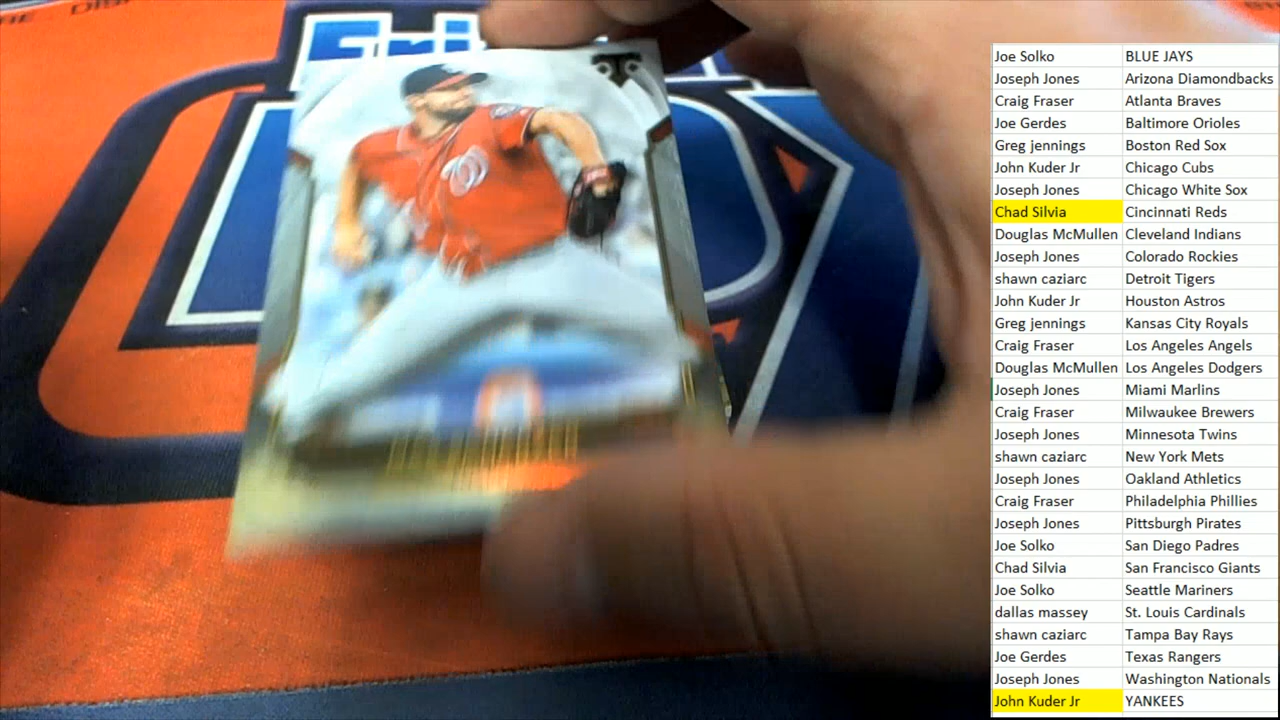 Joe Solko BLUE JAYS
Joseph Jones Arizona Diamondbacks
Craig Fraser Atlanta Braves
Joe Gerdes Baltimore Orioles
Greg jennings Boston Red Sox
John Kuder Jr Chicago Cubs
Joseph Jones Chicago White Sox
Chad Silvia Cincinnati Reds
Douglas McMullen Cleveland Indians
Joseph Jones Colorado Rockies
shawn caziarc Detroit Tigers
John Kuder Jr Houston Astros
Greg jennings Kansas City Royals
Craig Fraser Los Angeles Angels
Douglas McMullen Los Angeles Dodgers
Joseph Jones Miami Marlins
Craig Fraser Milwaukee Brewers
Joseph Jones Minnesota Twins
shawn caziarc New York Mets
Joseph Jones Oakland Athletics
Craig Fraser Philadelphia Phillies
Joseph Jones Pittsburgh Pirates
Joe Solko San Diego Padres
Chad Silvia San Francisco Giants
Joe Solko Seattle Mariners
dallas massey St. Louis Cardinals
shawn caziarc Tampa Bay Rays
Joe Gerdes Texas Rangers
Joseph Jones Washington Nationals
John Kuder Jr YANKEES